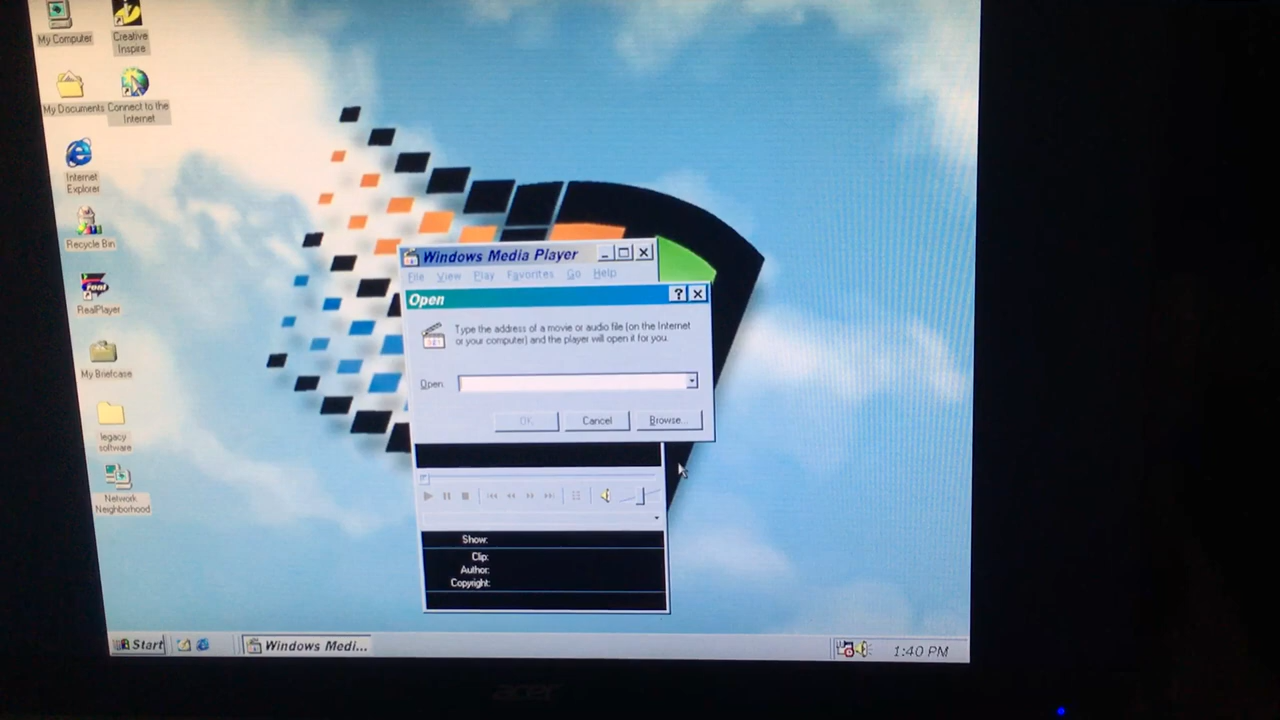 My Computer
Creative
Inspire
My Documents
Connect to the
Internet
Internet
Explorer
Recycle Bin
real
RealPlayer
My Briefcase
legacy
software
Network
Neighborhood
Windows Media Player
File View Play Favorites Go Help
Open
Type the address of a movie or audio file (on the Internet
or your computer) and the player will open it for you.
Open:
OK Cancel Browse...
Show:
Clip:
Author:
Copyright:
Start
Windows Medi...
1:40 PM
acer